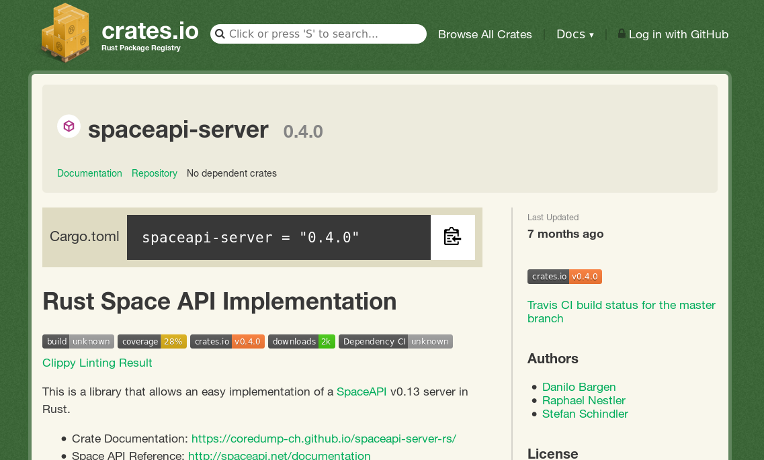 crates.io
Rust Package Registry
Click or press 'S' to search...
Browse All Crates | Docs ▾ | Log in with GitHub
spaceapi-server 0.4.0
Documentation Repository No dependent crates
Cargo.toml
spaceapi-server = "0.4.0"
Rust Space API Implementation
build unknown coverage 28% crates.io v0.4.0 downloads 2k Dependency CI unknown
Clippy Linting Result
This is a library that allows an easy implementation of a SpaceAPI v0.13 server in
Rust.
• Crate Documentation: https://coredump-ch.github.io/spaceapi-server-rs/
• Space API Reference: http://spaceapi.net/documentation
Last Updated
7 months ago
crates.io v0.4.0
Travis CI build status for the master
branch
Authors
• Danilo Bargen
• Raphael Nestler
• Stefan Schindler
License